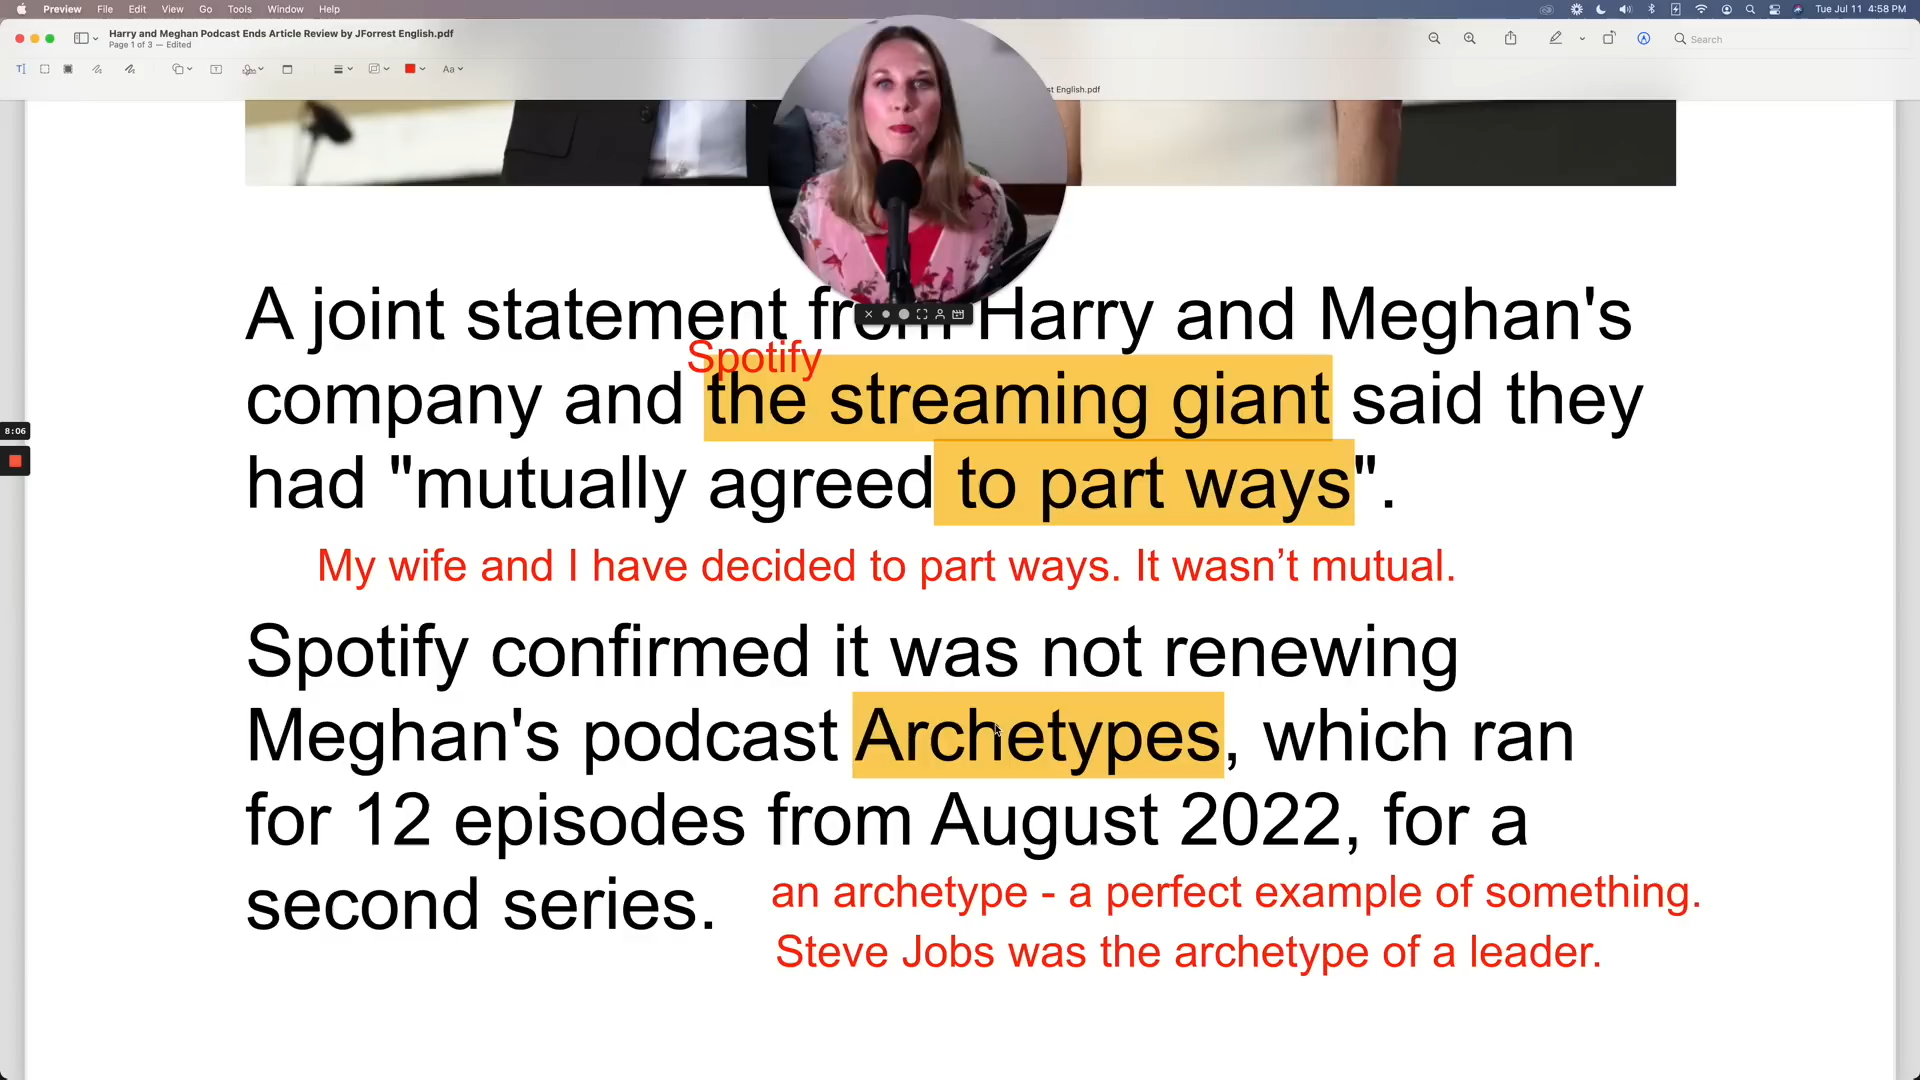 Preview File Edit View Go Tools Window Help
Tue Jul 11 4:58 PM
Harry and Meghan Podcast Ends Article Review by JForrest English.pdf
Page 1 of 3 — Edited
Search
Aa
st English.pdf
A joint statement from Harry and Meghan's
Spotify
company and the streaming giant said they
8:06
had "mutually agreed to part ways".
My wife and I have decided to part ways. It wasn’t mutual.
Spotify confirmed it was not renewing
Meghan's podcast Archetypes, which ran
for 12 episodes from August 2022, for a
second series.
an archetype - a perfect example of something.
Steve Jobs was the archetype of a leader.